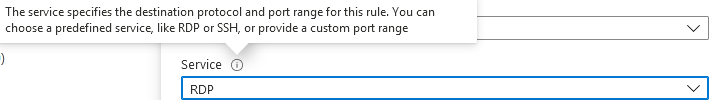 The service specifies the destination protocol and port range for this rule. You can
choose a predefined service, like RDP or SSH, or provide a custom port range
Service
RDP